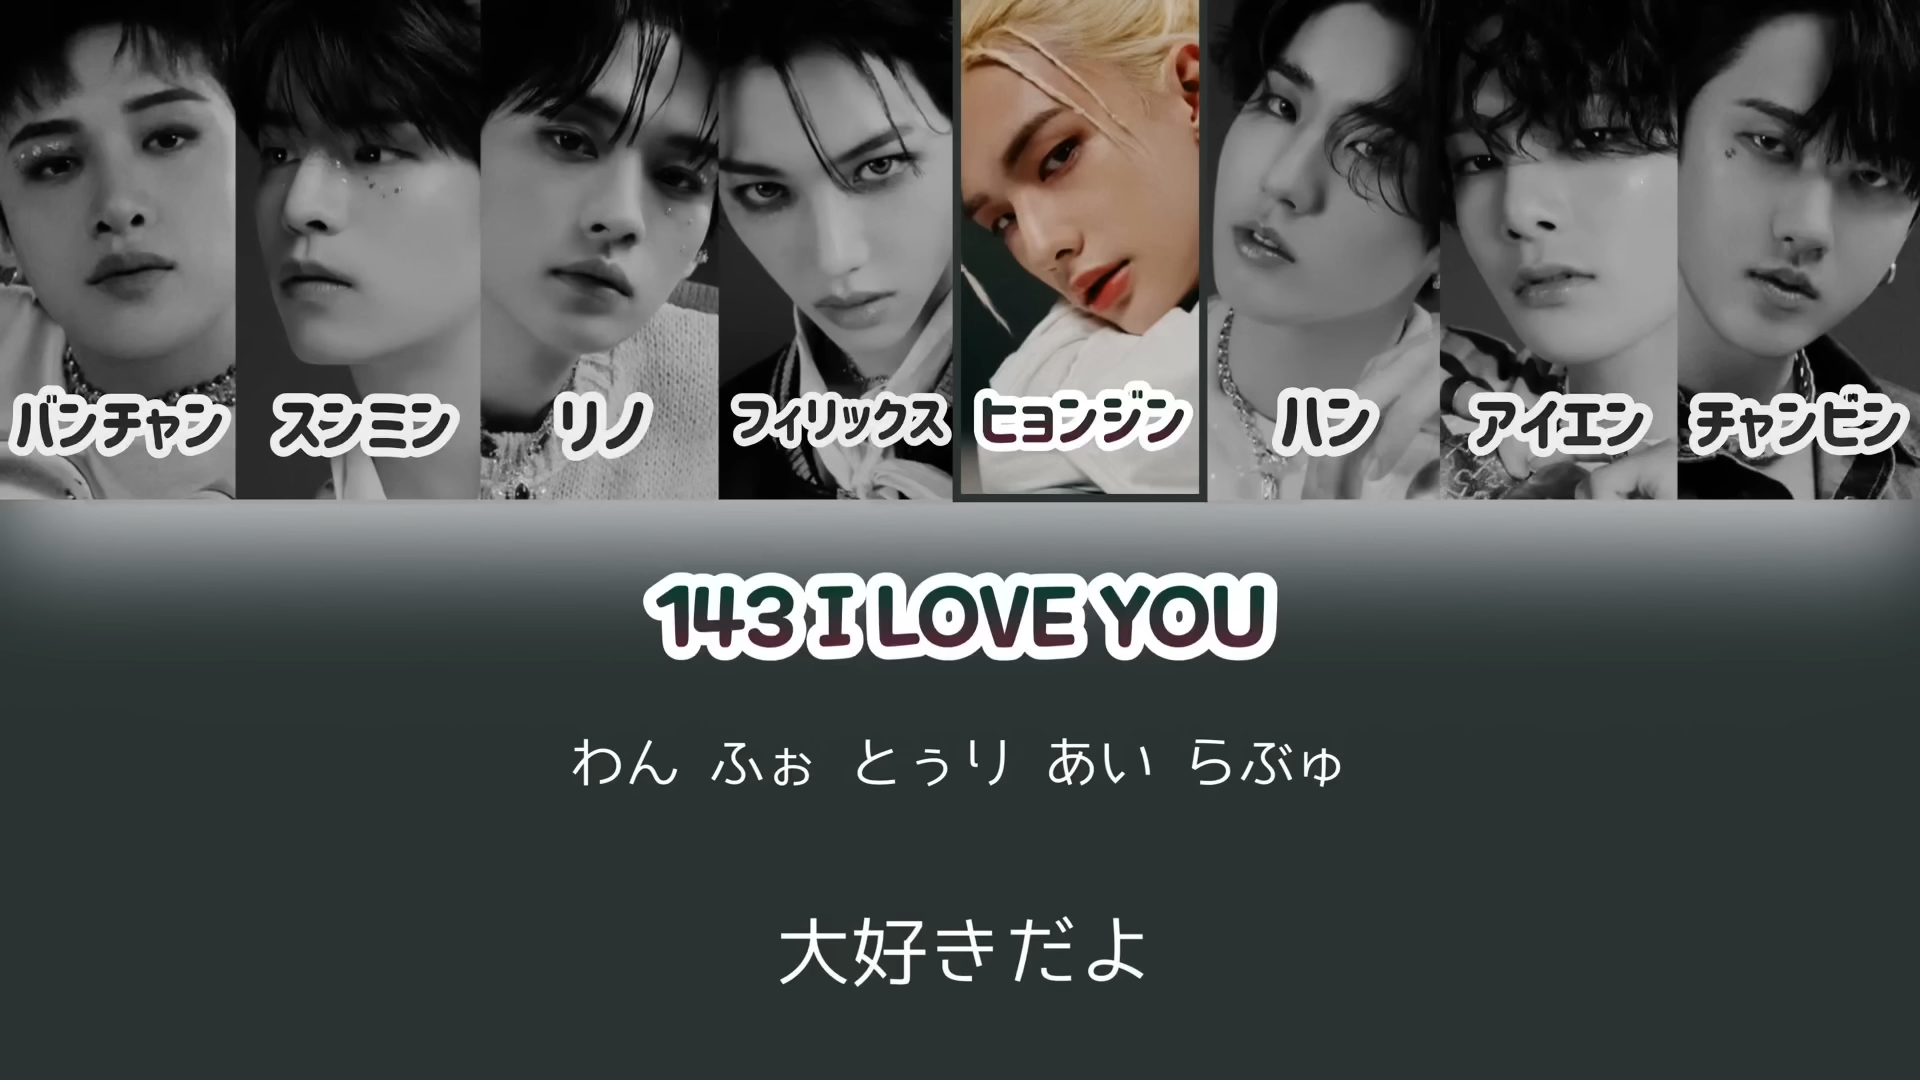 バンチャン スンミン リノ フィリックス ヒョンジン ハン アイエン チャンビン
143 I LOVE YOU
わん ふぉ とぅり あい らぶゅ
大好きだよ